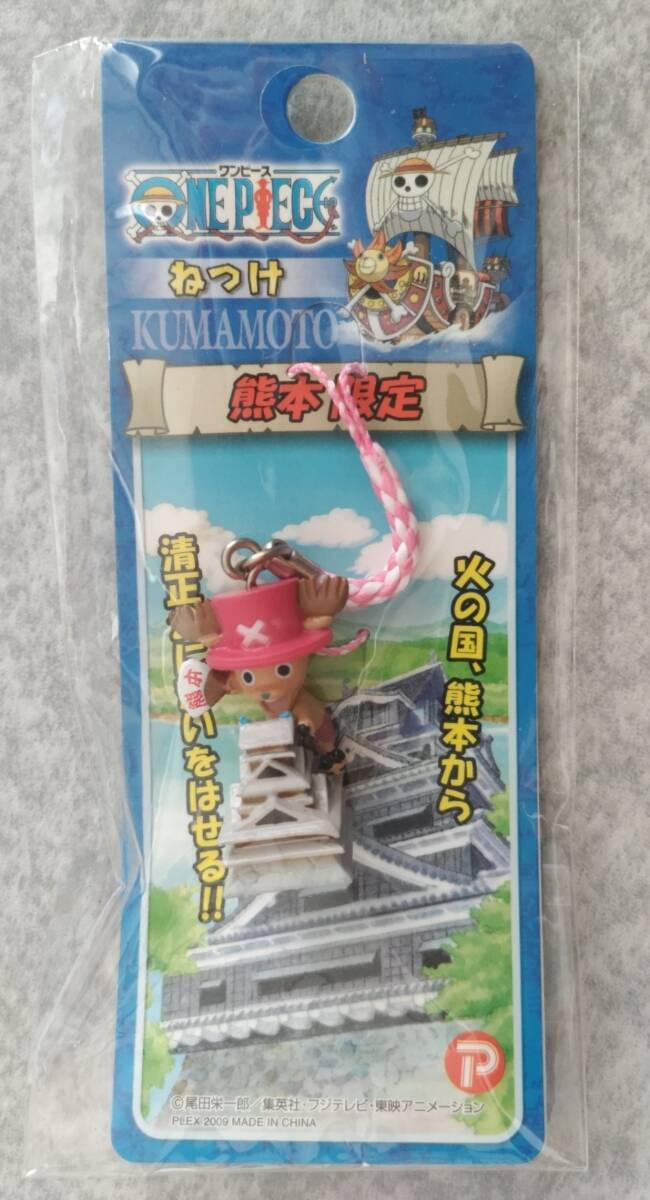 ワンピース
ONE PIECE
ねつけ
KUMAMOTO
熊本限定
火の国、熊本から
清正
いをはせる!!
熊本
P
©尾田栄一郎/集英社・フジテレビ・東映アニメーション
PLEX 2009 MADE IN CHINA